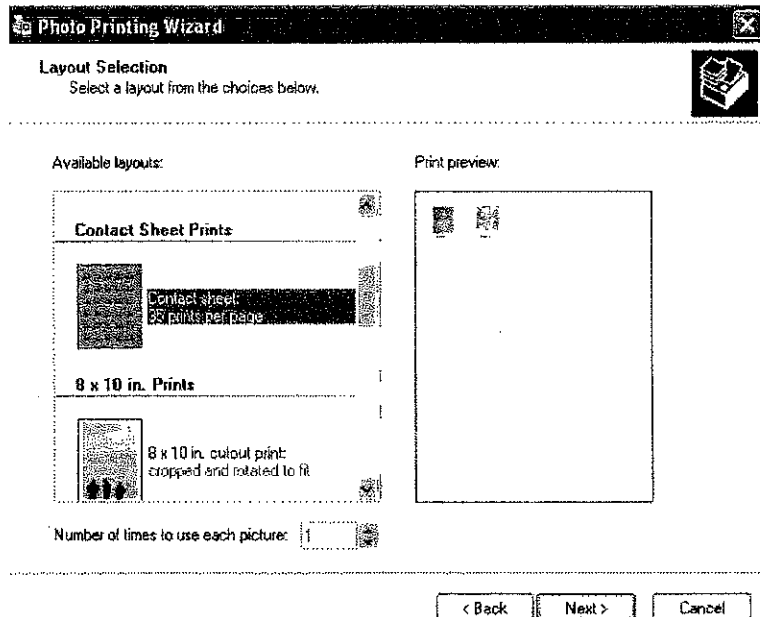 Photo Printing Wizard
Layout Selection
Select a layout from the choices below.
Available layouts:
Print preview:
Contact Sheet Prints
Contact sheet:
35 prints per page
8 x 10 in. Prints
8 x 10 in. cutout print:
cropped and rotated to fit
Number of times to use each picture: 1
< Back Next > Cancel